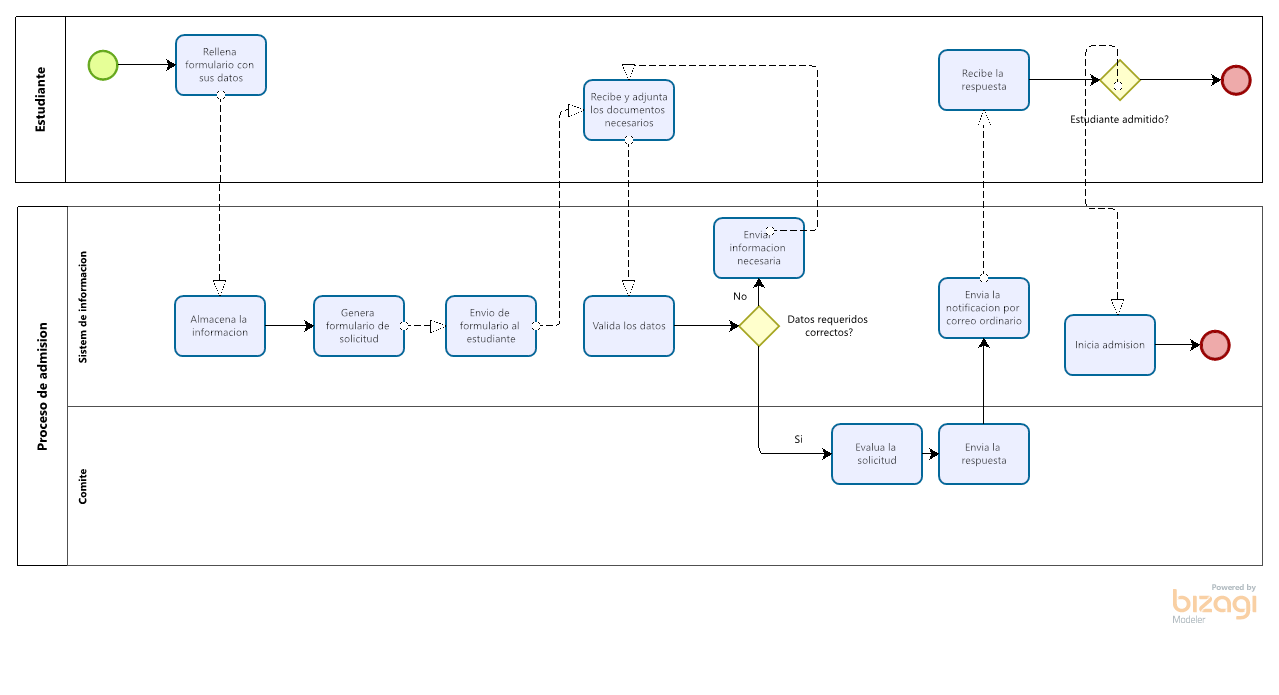 Estudiante
Rellena
formulario con
sus datos
Recibe y adjunta
los documentos
necesarios
Recibe la
respuesta
Estudiante admitido?
Proceso de admision
Sistem de informacion
Almacena la
informacion
Genera
formulario de
solicitud
Envio de
formulario al
estudiante
Valida los datos
Enviar
informacion
necesaria
No
Datos requeridos
correctos?
Envia la
notificacion por
correo ordinario
Inicia admision
Comite
Si
Evalua la
solicitud
Envia la
respuesta
Powered by
bizagi
Modeler